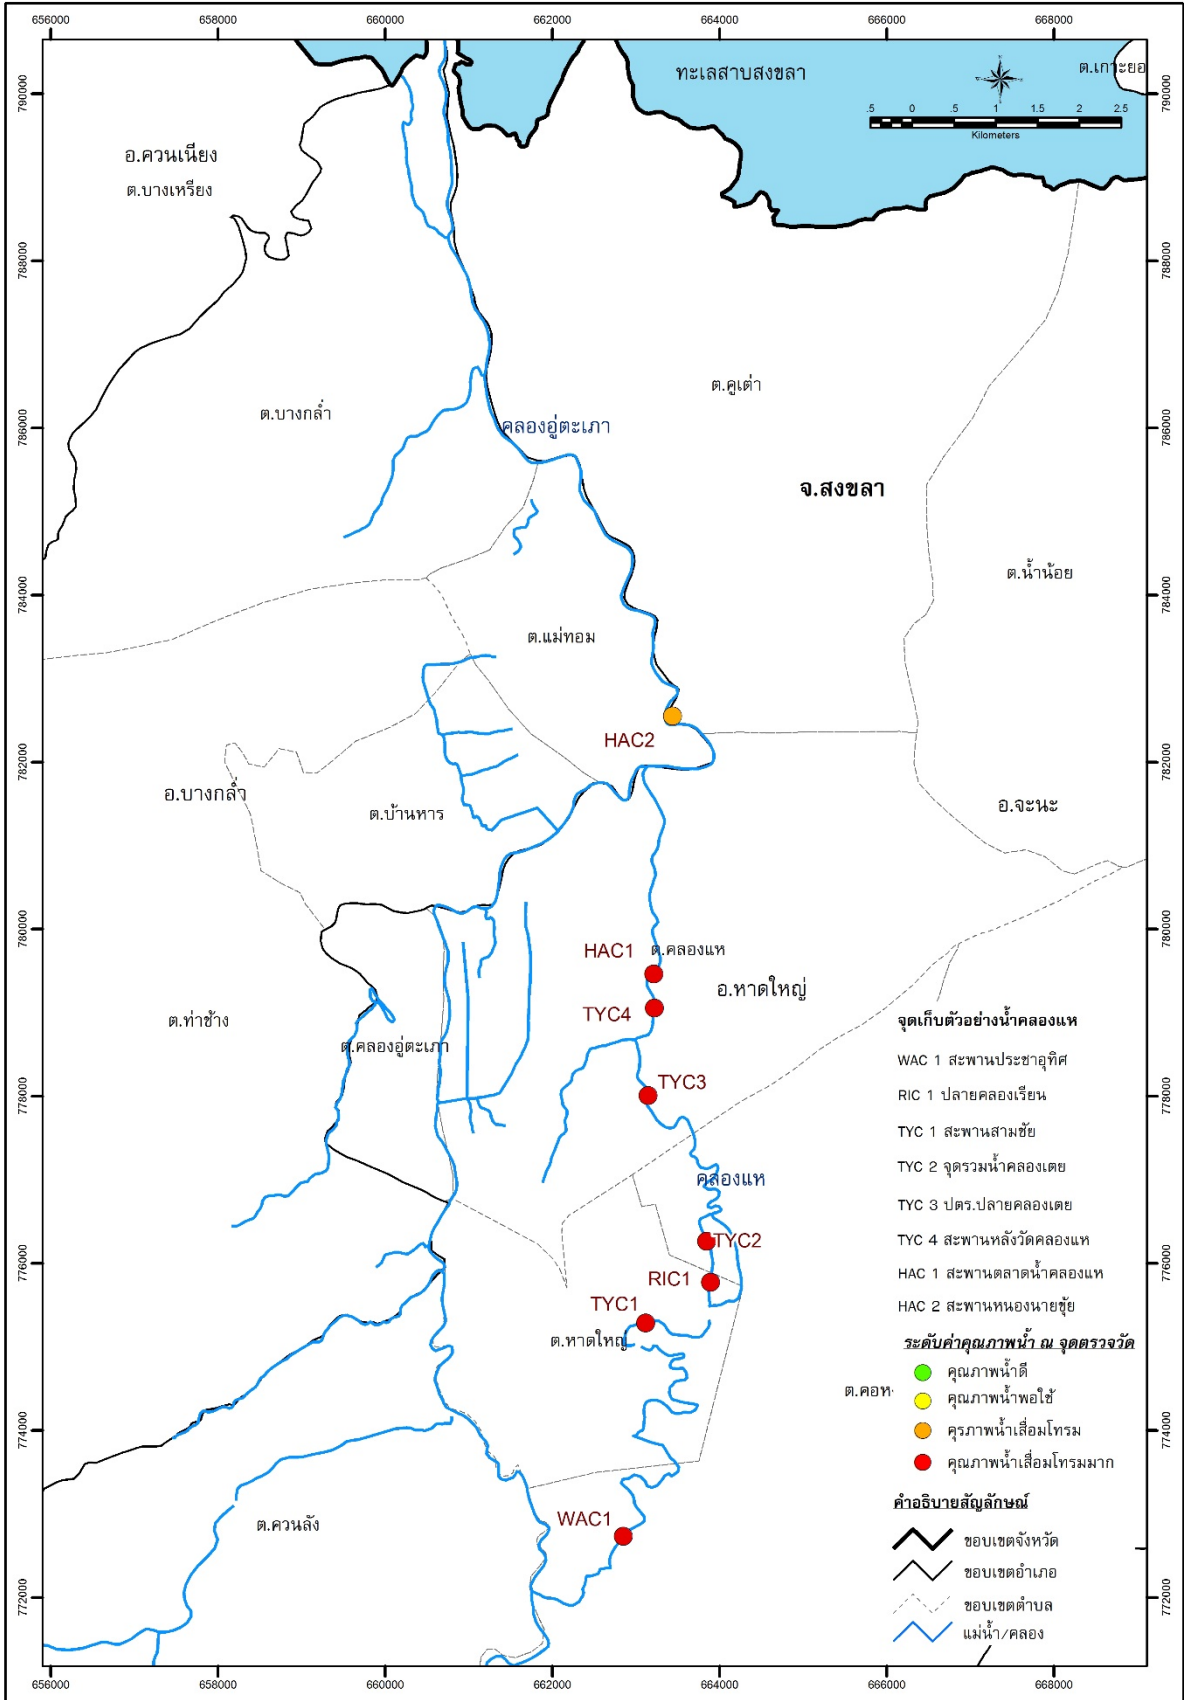 656000 658000 660000 662000 664000 666000 668000
790000 788000 786000 784000 782000 780000 778000 776000 774000 772000
790000 788000 786000 784000 782000 780000 778000 776000 774000 772000
ทะเลสาบสงขลา
ต.เกาะยอ
.5 0 .5 1 1.5 2 2.5
Kilometers
อ.ควนเนียง
ต.บางเหรียง
ต.คูเต่า
ต.บางกล่ำ
คลองอู่ตะเภา
จ.สงขลา
ต.น้ำน้อย
ต.แม่ทอม
HAC2
อ.บางกล่ำ
ต.บ้านหาร
อ.จะนะ
HAC1
ต.คลองแห
อ.หาดใหญ่
TYC4
ต.ท่าช้าง
ต.คลองอู่ตะเภา
TYC3
คลองแห
TYC2
RIC1
TYC1
ต.หาดใหญ่
ต.คอห
WAC1
ต.ควนลัง
จุดเก็บตัวอย่างน้ำคลองแห
WAC 1 สะพานประชาอุทิศ
RIC 1 ปลายคลองเรียน
TYC 1 สะพานสามชัย
TYC 2 จุดรวมน้ำคลองเตย
TYC 3 ปตร.ปลายคลองเตย
TYC 4 สะพานหลังวัดคลองแห
HAC 1 สะพานตลาดน้ำคลองแห
HAC 2 สะพานหนองนายขุ้ย
ระดับค่าคุณภาพน้ำ ณ จุดตรวจวัด
คุณภาพน้ำดี
คุณภาพน้ำพอใช้
คุรภาพน้ำเสื่อมโทรม
คุณภาพน้ำเสื่อมโทรมมาก
คำอธิบายสัญลักษณ์
ขอบเขตจังหวัด
ขอบเขตอำเภอ
ขอบเขตตำบล
แม่น้ำ/คลอง
656000 658000 660000 662000 664000 666000 668000